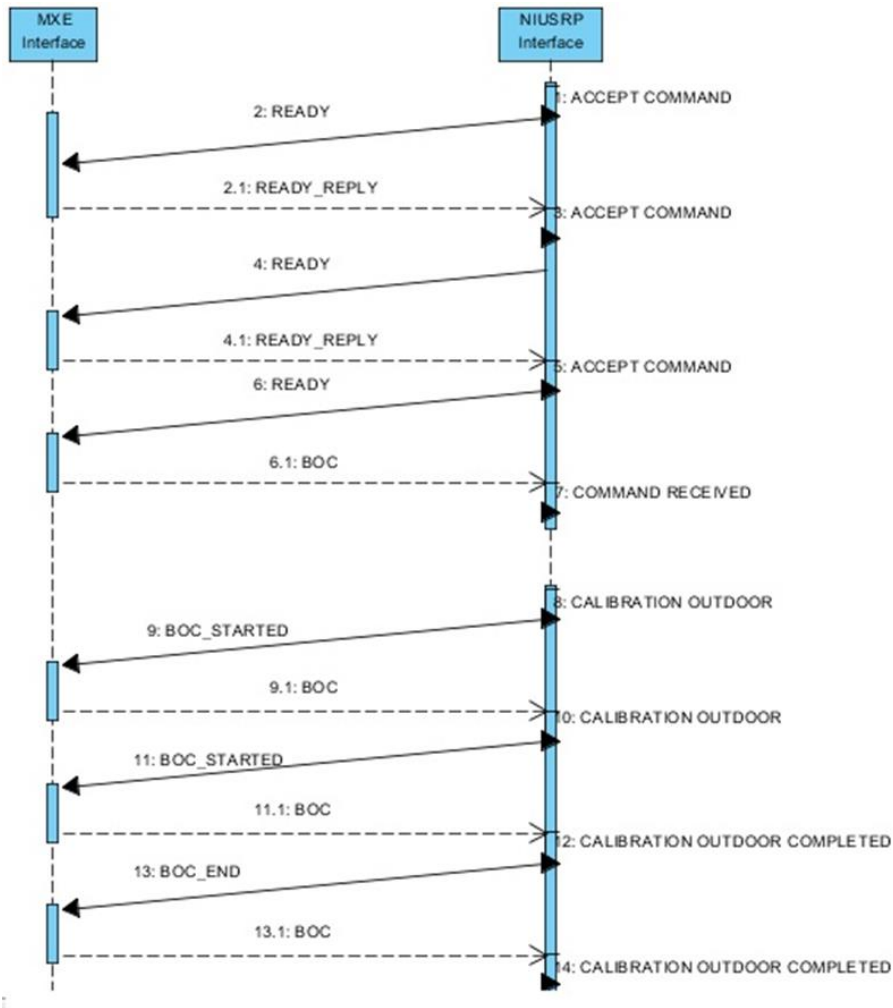 MXE
Interface
NIUSRP
Interface
1: ACCEPT COMMAND
2: READY
2.1: READY_REPLY
3: ACCEPT COMMAND
4: READY
4.1: READY_REPLY
5: ACCEPT COMMAND
6: READY
6.1: BOC
7: COMMAND RECEIVED
8: CALIBRATION OUTDOOR
9: BOC_STARTED
9.1: BOC
10: CALIBRATION OUTDOOR
11: BOC_STARTED
11.1: BOC
12: CALIBRATION OUTDOOR COMPLETED
13: BOC_END
13.1: BOC
14: CALIBRATION OUTDOOR COMPLETED